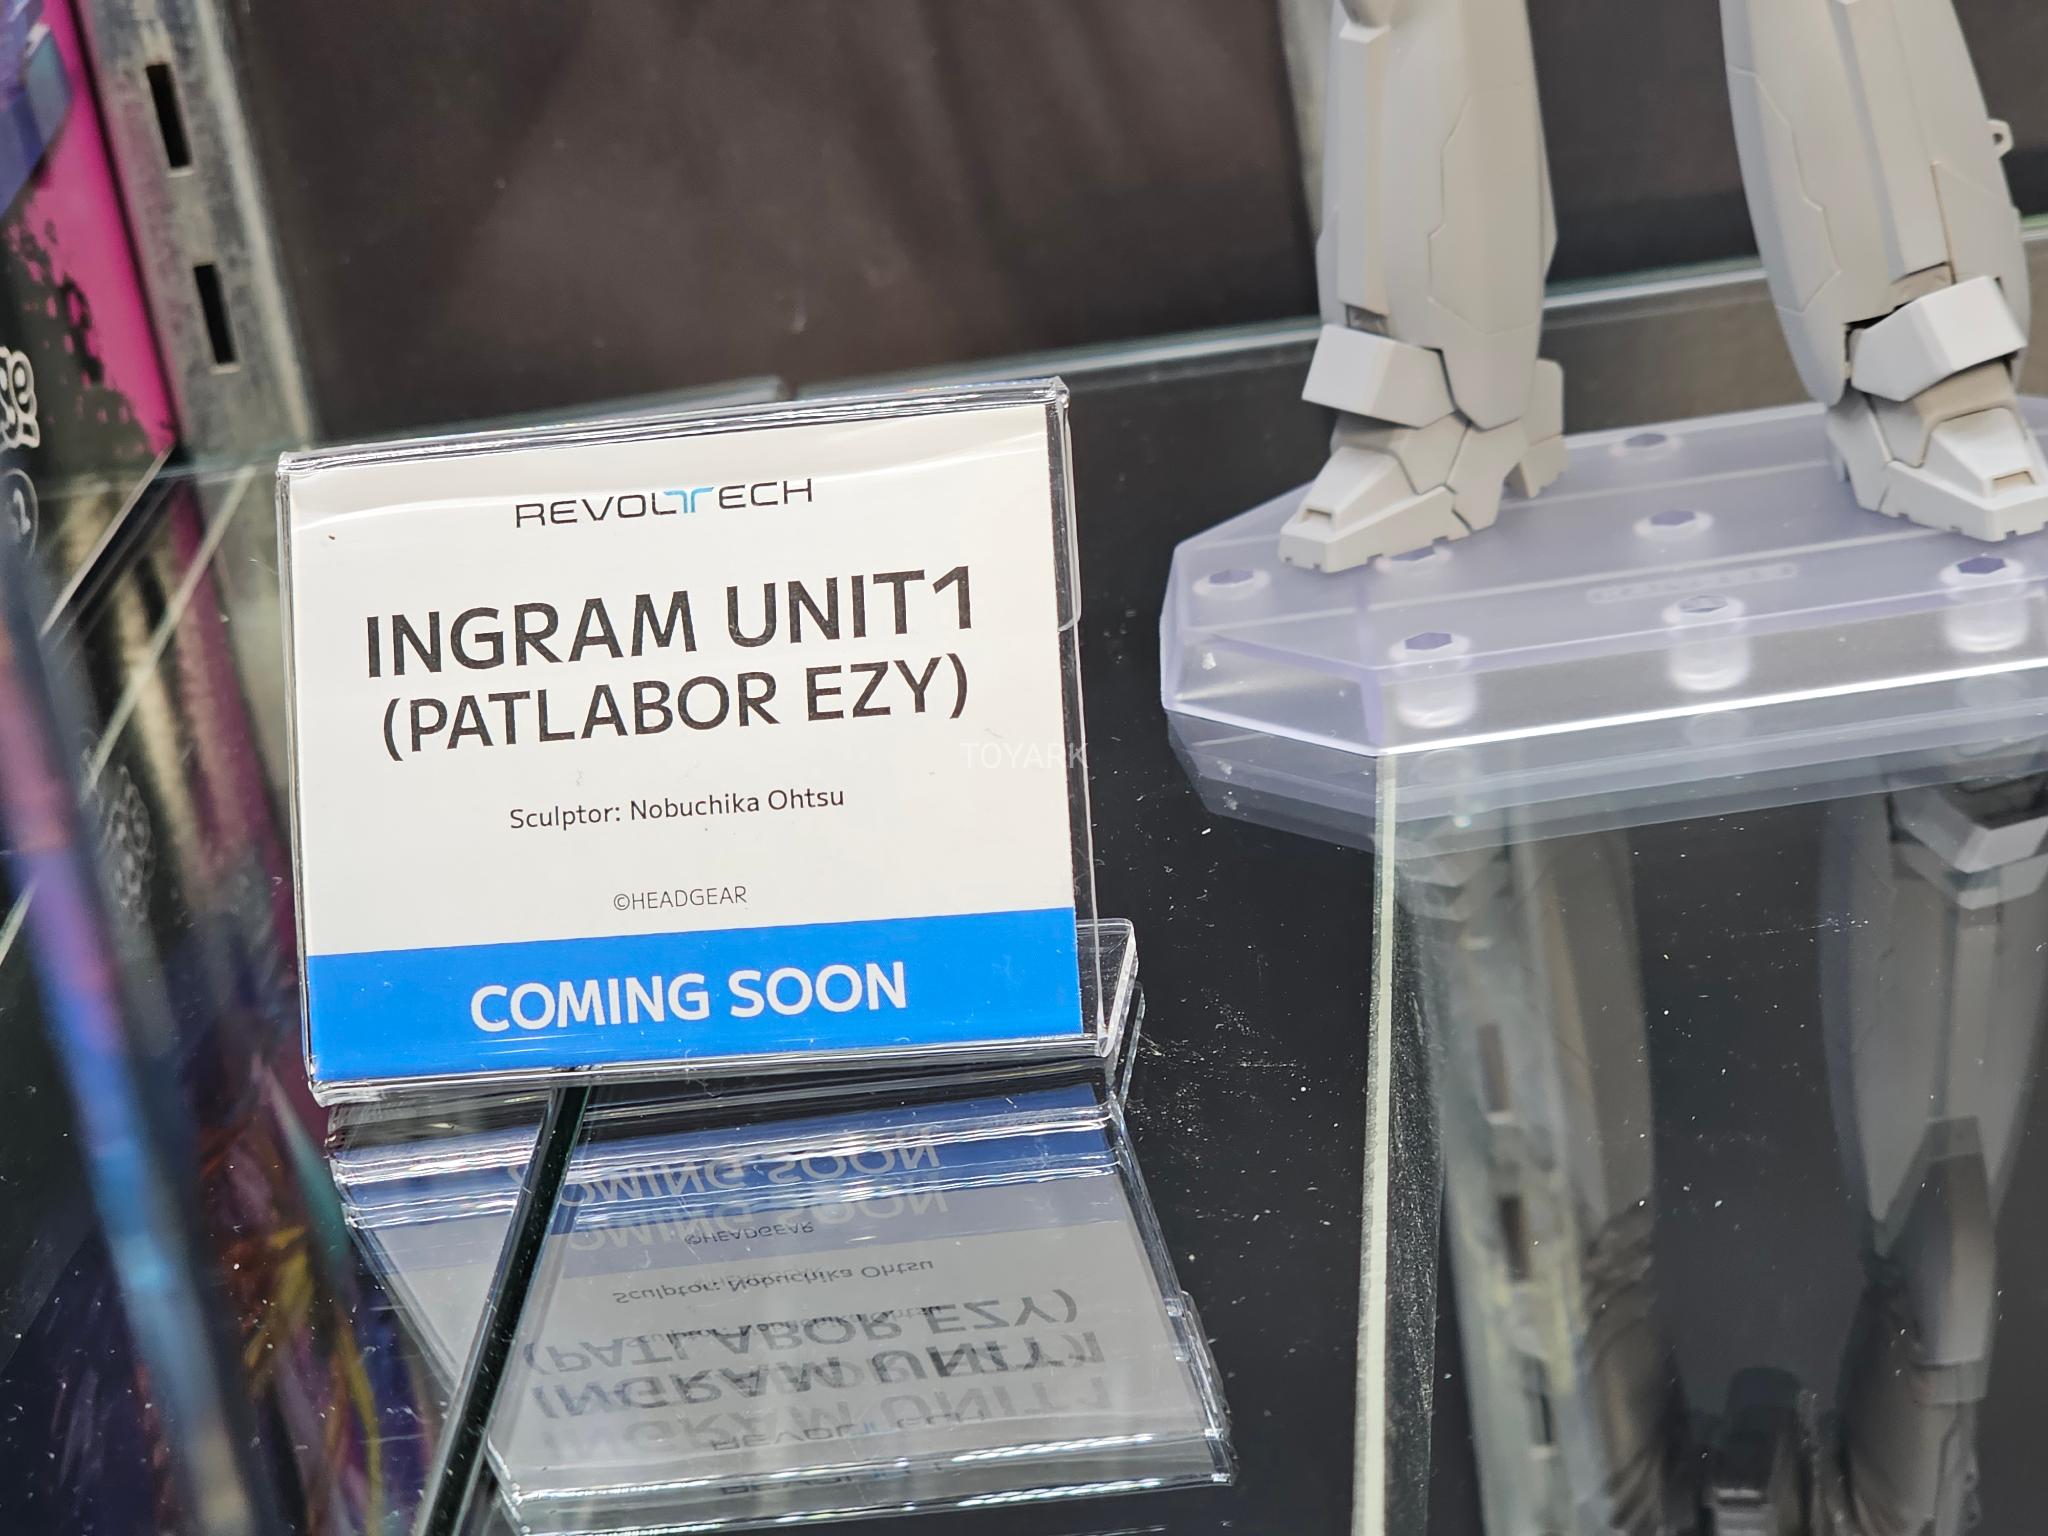 REVOLTECH
INGRAM UNIT1
(PATLABOR EZY)
Sculptor: Nobuchika Ohtsu
©HEADGEAR
COMING SOON
TOYARK